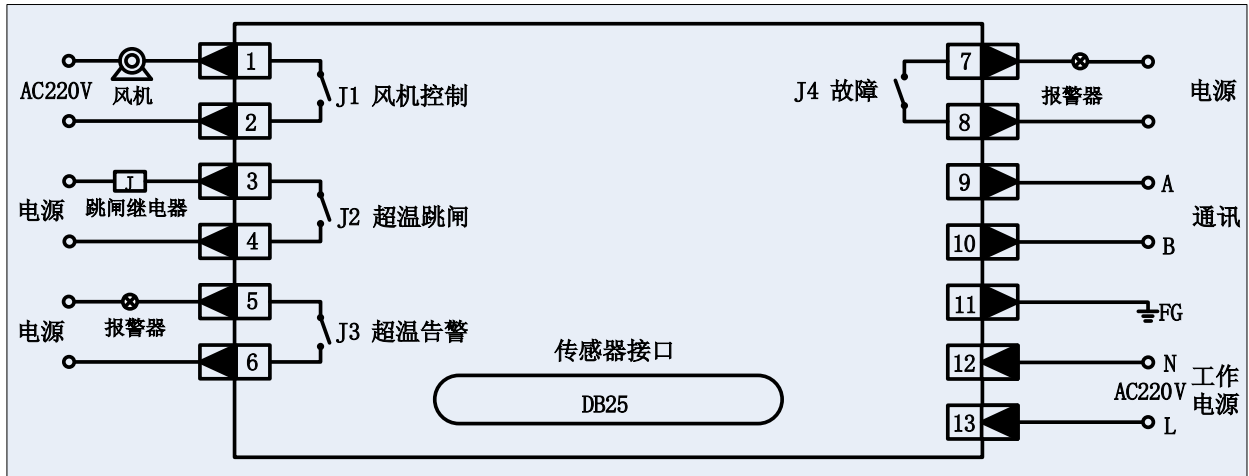 1
AC220V
风机
2
J1 风机控制
3
电源
J
跳闸继电器
4
J2 超温跳闸
5
电源
报警器
6
J3 超温告警
传感器接口
DB25
J4 故障
7
报警器
电源
8
9
A
通讯
10
B
11
FG
12
N
AC220V
工作
电源
13
L